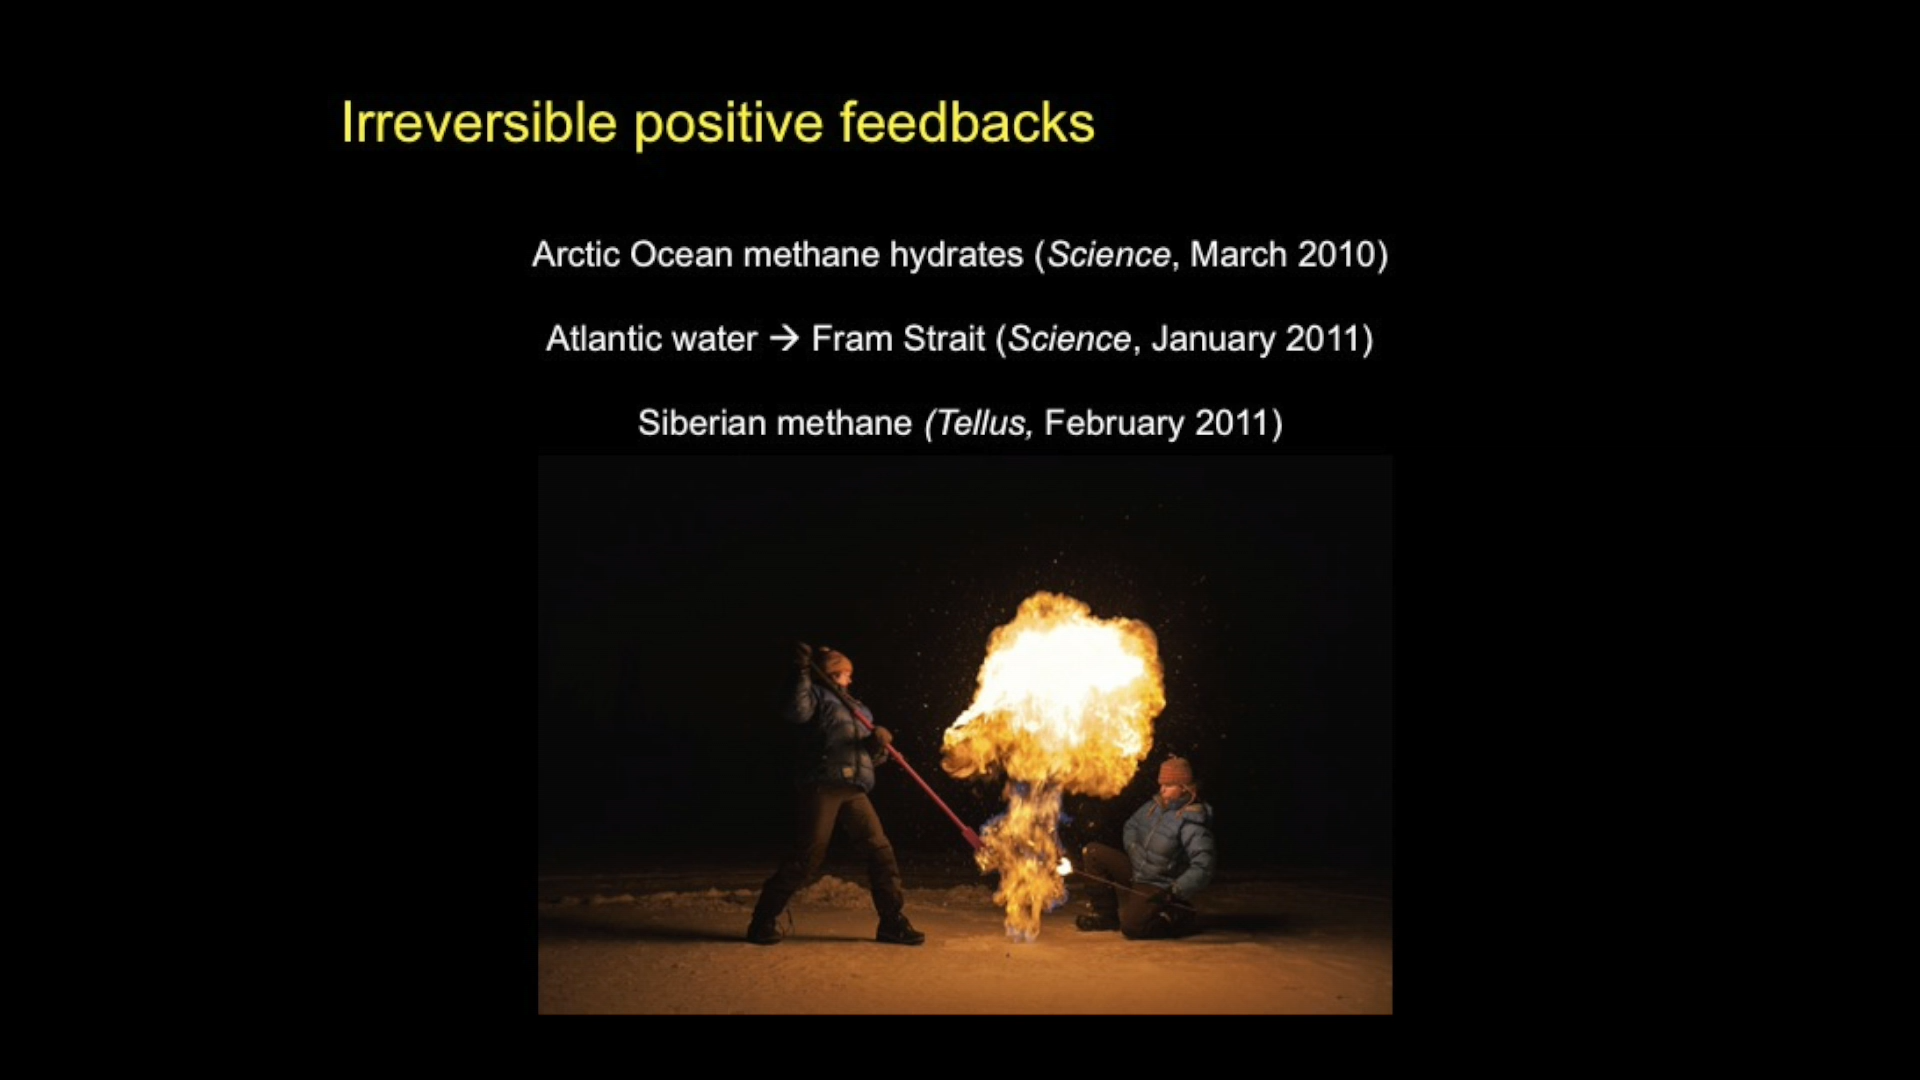 Irreversible positive feedbacks
Arctic Ocean methane hydrates (Science, March 2010)
Atlantic water → Fram Strait (Science, January 2011)
Siberian methane (Tellus, February 2011)